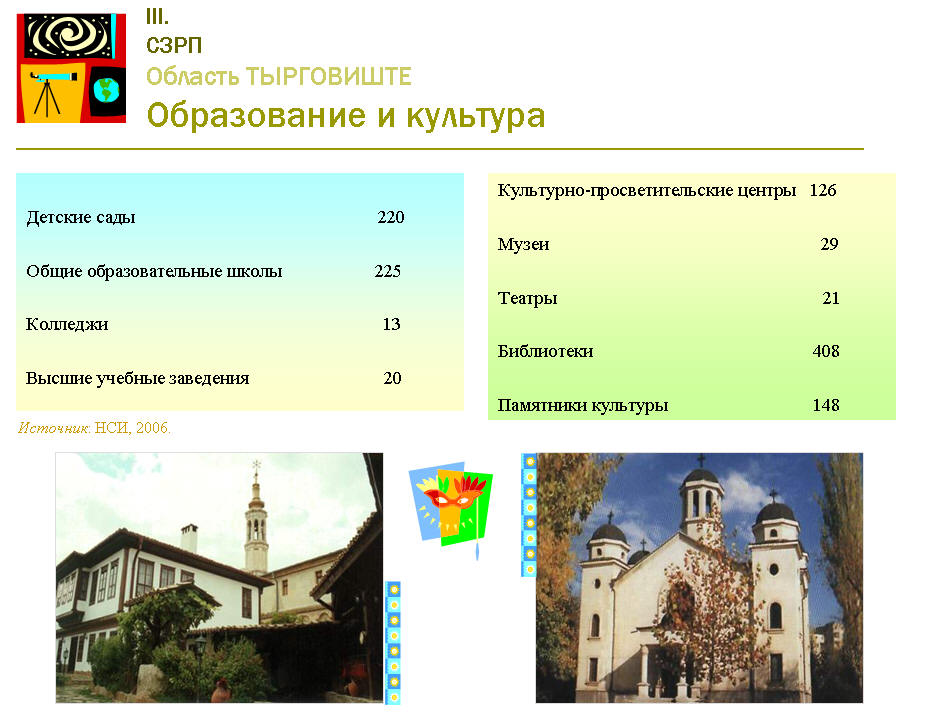 III.
СЗРП
Область ТЫРГОВИШТЕ
Образование и культура
Детские сады 220
Общие образовательные школы 225
Колледжи 13
Высшие учебные заведения 20
Источник: НСИ, 2006.
Культурно-просветительские центры 126
Музеи 29
Театры 21
Библиотеки 408
Памятники культуры 148